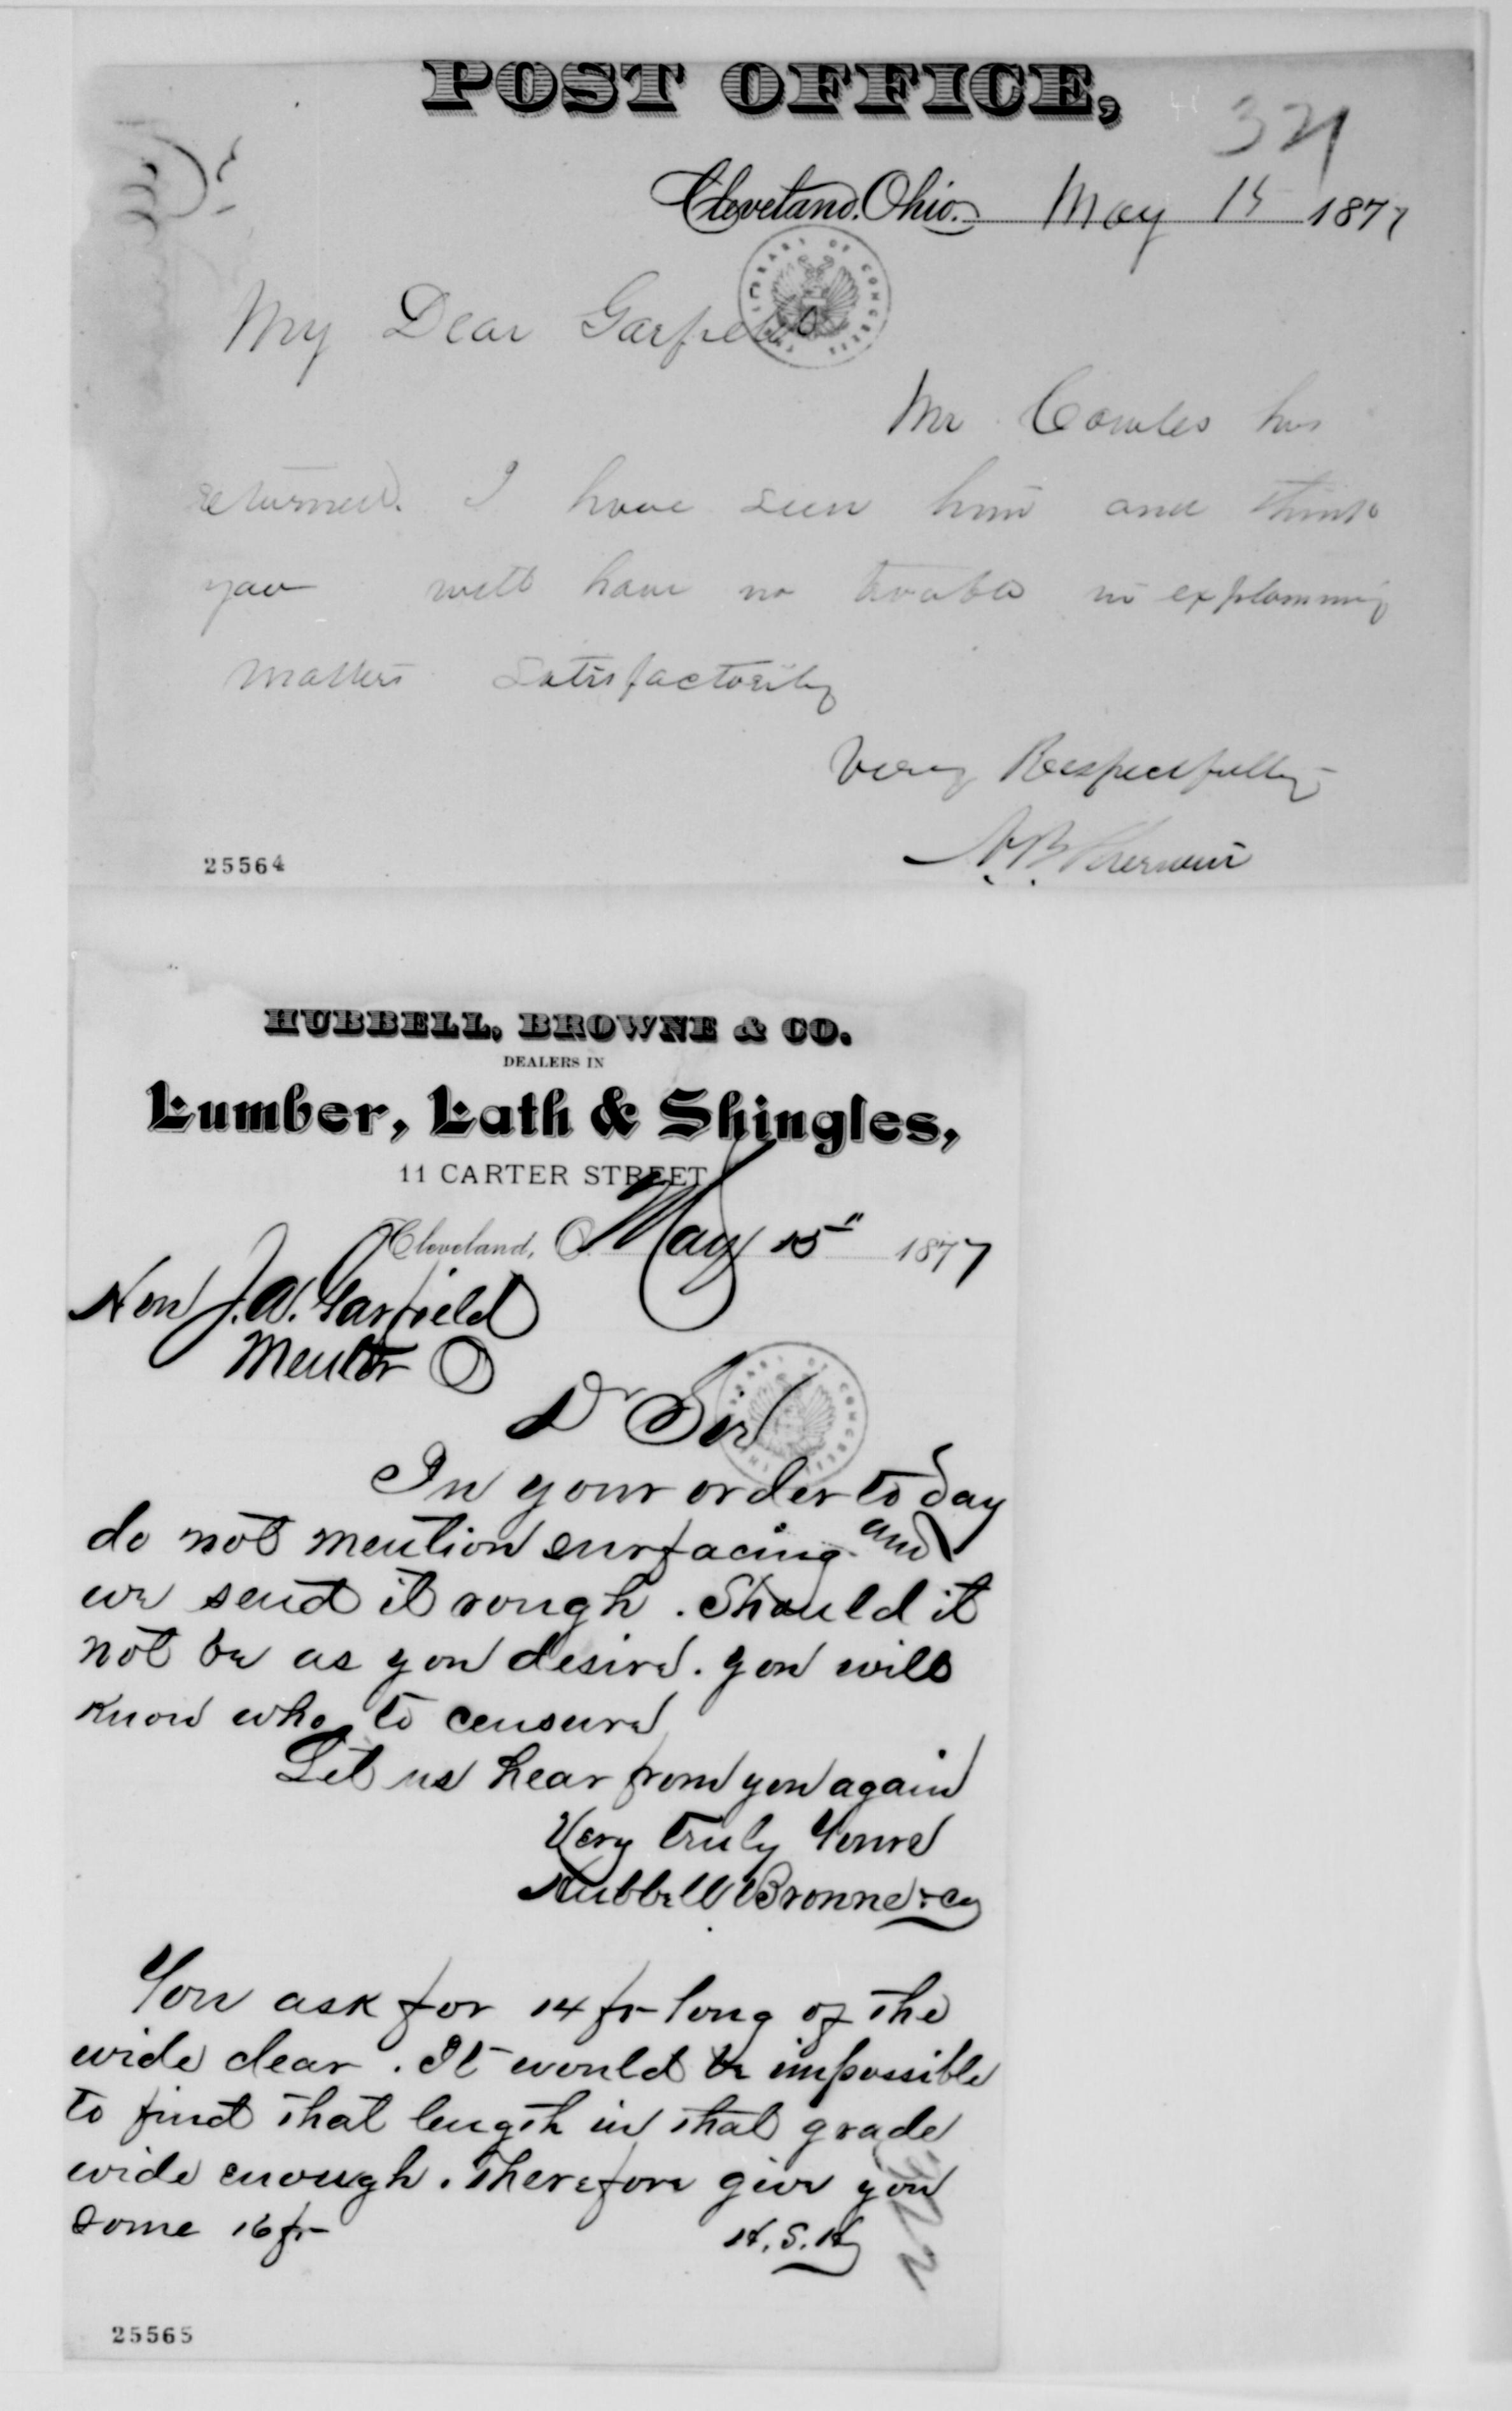 POST OFFICE,
321
Cleveland, Ohio. May 15 1877
My Dear Garfield
Mr. Cowles has
returned. I have seen him and think
you will have no trouble in explaining
matters satisfactorily
Very Respectfully
N. B. Sherwin
25564
HUBBELL, BROWNE & CO.
DEALERS IN
Lumber, Lath & Shingles,
11 CARTER STREET
Cleveland, O. May 15" 1877
Hon J. A. Garfield
Mentor O
Dr Sir
In your order to day
do not mention surfacing. and
we send it rough. Should it
not be as you desire. you will
know who to censure
Let us hear from you again
Very truly Yours
Hubbell Browne & Co
You ask for 14 ft long of the
wide clear. It would be impossible
to find that length in that grade
wide enough. Therefore give you
some 16 ft
H. S. H
25565